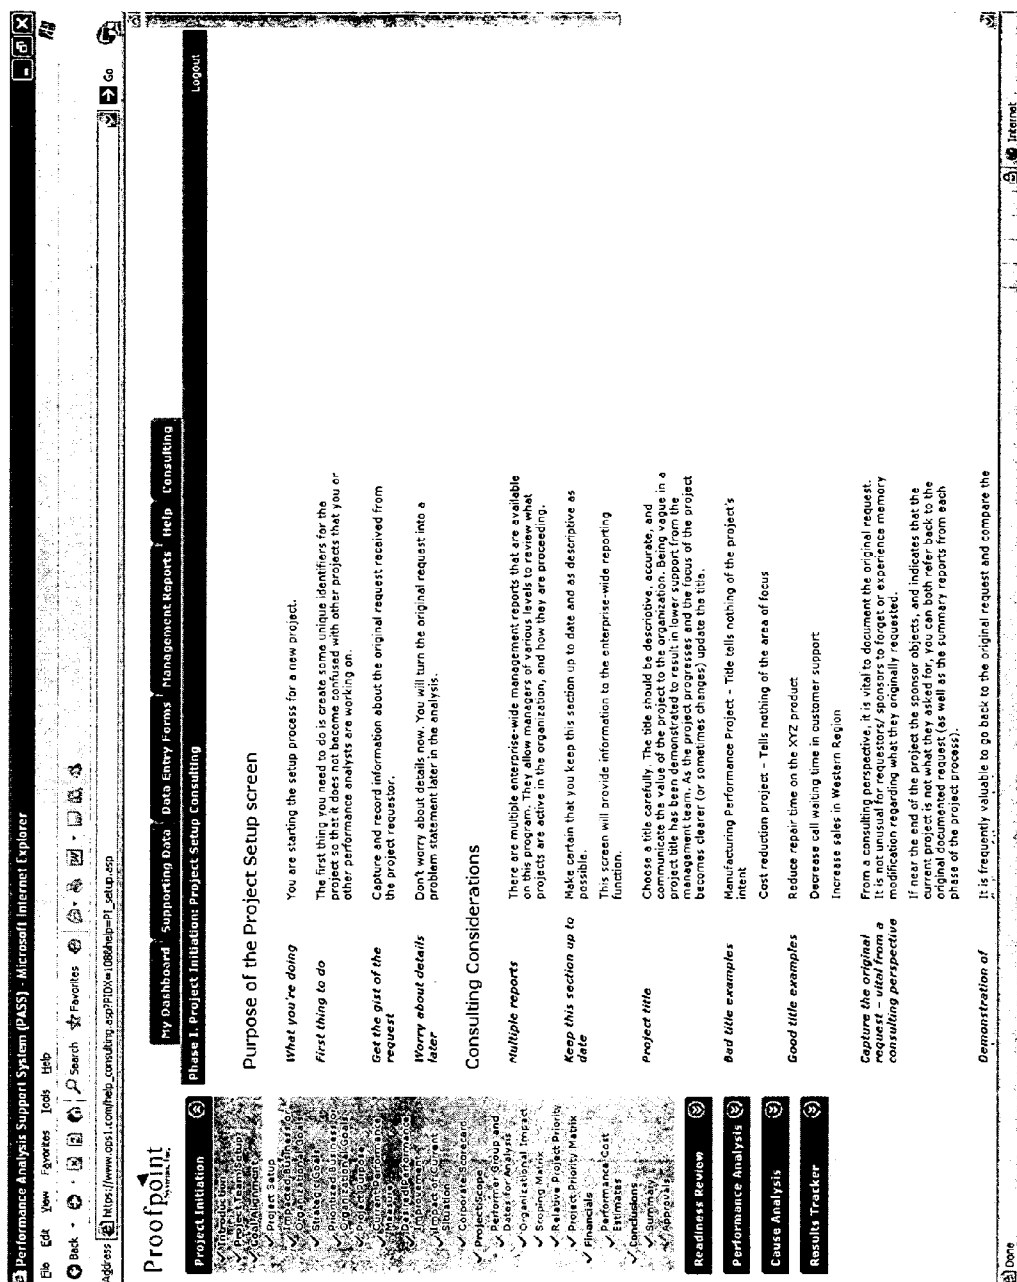 Performance Analysis Support System (PASS) - Microsoft Internet Explorer
File Edit View Favorites Tools Help
Back Search Favorites
Address https://www.ops1.com/help_consulting.asp?PIDX=108&help=PI_setup.asp Go
Proofpoint
My Dashboard Supporting Data Data Entry Forms Management Reports Help Consulting
Phase I. Project Initiation: Project Setup Consulting Logout
Project Initiation
Introduction
Project Team
Goal Alignment
Project Setup
Impacted Business
Strategic Goals
Organizational Goals
Project Purpose
Current Performance
Measure
Improvement
Impact of Current
Situation
Corporate Scorecard
Project Scope
Performer Group and
Dates for Analysis
Organizational Impact
Scoping Matrix
Relative Project Priority
Project Priority Matrix
Financials
Performance Cost
Estimates
Conclusions
Summary
Approvals
Readiness Review
Performance Analysis
Cause Analysis
Results Tracker
Purpose of the Project Setup screen
What you're doing You are starting the setup process for a new project.
First thing to do The first thing you need to do is create some unique identifiers for the
project so that it does not become confused with other projects that you or
other performance analysts are working on.
Get the gist of the Capture and record information about the original request received from
request the project requestor.
Worry about details Don't worry about details now. You will turn the original request into a
later problem statement later in the analysis.
Consulting Considerations
Multiple reports There are multiple enterprise-wide management reports that are available
on this program. They allow managers of various levels to review what
projects are active in the organization, and how they are proceeding.
Keep this section up to Make certain that you keep this section up to date and as descriptive as
date possible.
This screen will provide information to the enterprise-wide reporting
function.
Project title Choose a title carefully. The title should be descriptive, accurate, and
communicate the value of the project to the organization. Being vague in a
project title has been demonstrated to result in lower support from the
management team. As the project progresses and the focus of the project
becomes clearer (or sometimes changes) update the title.
Bad title examples Manufacturing Performance Project - Title tells nothing of the project's
intent
Cost reduction project - Tells nothing of the area of focus
Good title examples Reduce repair time on the XYZ product
Decrease call waiting time in customer support
Increase sales in Western Region
Capture the original From a consulting perspective, it is vital to document the original request.
request - vital from a It is not unusual for requestors/ sponsors to forget or experience memory
consulting perspective modification regarding what they originally requested.
If near the end of the project the sponsor objects, and indicates that the
current project is not what they asked for, you can both refer back to the
original documented request (as well as the summary reports from each
phase of the project process).
Demonstration of It is frequently valuable to go back to the original request and compare the
Done Internet